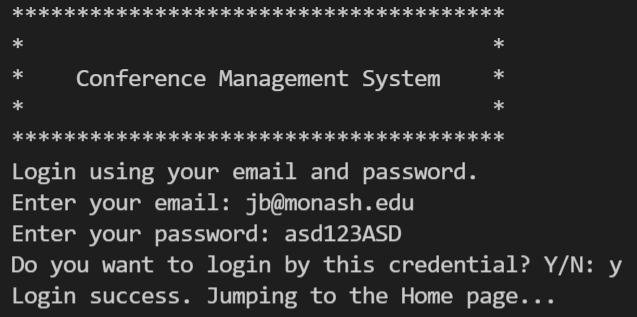 **************************************
*                                    *
*    Conference Management System    *
*                                    *
**************************************
Login using your email and password.
Enter your email: jb@monash.edu
Enter your password: asd123ASD
Do you want to login by this credential? Y/N: y
Login success. Jumping to the Home page...